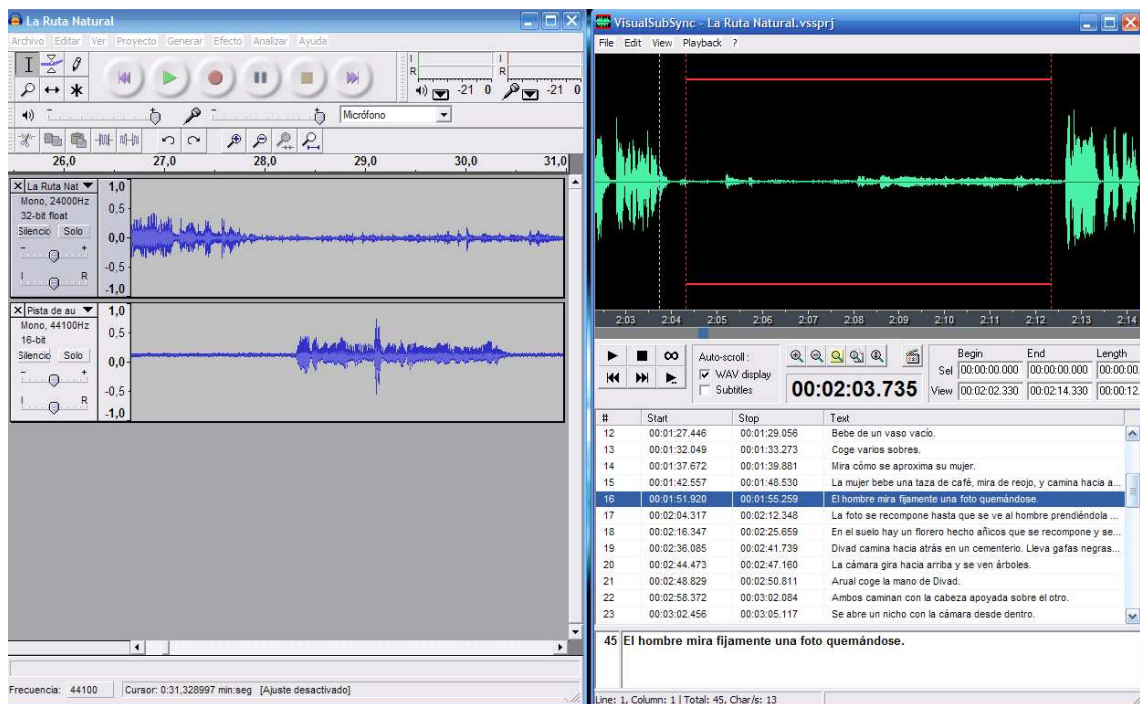 La Ruta Natural
Archivo Editar Ver Proyecto Generar Efecto Analizar Ayuda
I
R
-21 0
I
R
-21 0
Micrófono
26,0 27,0 28,0 29,0 30,0 31,0
La Ruta Nat
Mono, 24000Hz
32-bit float
Silencio Solo
- +
I R
1,0
0,5
0,0
-0,5
-1,0
Pista de au
Mono, 44100Hz
16-bit
Silencio Solo
- +
I R
1,0
0,5
0,0
-0,5
-1,0
Frecuencia: 44100 Cursor: 0:31,328997 min:seg [Ajuste desactivado]
VisualSubSync - La Ruta Natural.vssprj
File Edit View Playback ?
2:03 2:04 2:05 2:06 2:07 2:08 2:09 2:10 2:11 2:12 2:13 2:14
Auto-scroll :
WAV display
Subtitles
00:02:03.735
Begin End Length
Sel 00:00:00.000 00:00:00.000 00:00:00.
View 00:02:02.330 00:02:14.330 00:00:12.
# Start Stop Text
12 00:01:27.446 00:01:29.056 Bebe de un vaso vacío.
13 00:01:32.049 00:01:33.273 Coge varios sobres.
14 00:01:37.672 00:01:39.881 Mira cómo se aproxima su mujer.
15 00:01:42.557 00:01:48.530 La mujer bebe una taza de café, mira de reojo, y camina hacia a...
16 00:01:51.920 00:01:55.259 El hombre mira fijamente una foto quemándose.
17 00:02:04.317 00:02:12.348 La foto se recompone hasta que se ve al hombre prendiéndola ...
18 00:02:16.347 00:02:25.659 En el suelo hay un florero hecho añicos que se recompone y se...
19 00:02:36.085 00:02:41.739 Divad camina hacia atrás en un cementerio. Lleva gafas negras...
20 00:02:44.473 00:02:47.160 La cámara gira hacia arriba y se ven árboles.
21 00:02:48.829 00:02:50.811 Arual coge la mano de Divad.
22 00:02:58.372 00:03:02.084 Ambos caminan con la cabeza apoyada sobre el otro.
23 00:03:02.456 00:03:05.117 Se abre un nicho con la cámara desde dentro.
45 El hombre mira fijamente una foto quemándose.
Line: 1, Column: 1 | Total: 45, Char/s: 13